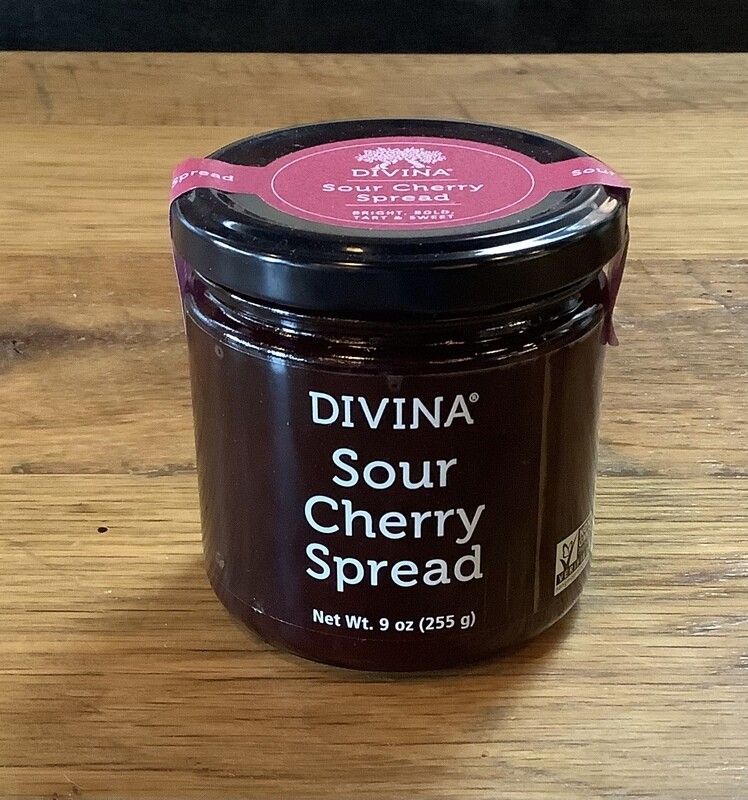 Spread
DIVINA®
Sour Cherry
Spread
BRIGHT, BOLD,
TART & SWEET
Sour
DIVINA®
Sour
Cherry
Spread
Net Wt. 9 oz (255 g)